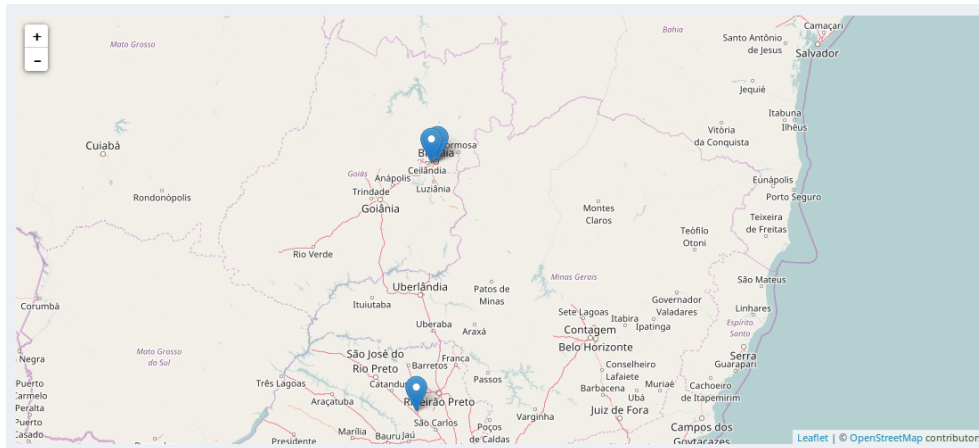 +
-
Mato Grosso
Bahia
Camaçari
Santo Antônio
de Jesus
Salvador
Jequié
Itabuna
Ilhéus
Vitória
da Conquista
Cuiabá
Ceilândia
Goiás
Anápolis
Luziânia
Trindade
Goiânia
Rondonópolis
Eunápolis
Porto Seguro
Montes
Claros
Teixeira
de Freitas
Teófilo
Otoni
Rio Verde
Minas Gerais
São Mateus
Uberlândia
Patos de
Minas
Corumbá
Ituiutaba
Governador
Valadares
Sete Lagoas
Itabira
Ipatinga
Linhares
Uberaba
Araxá
Contagem
Espírito
Santo
Belo Horizonte
Mato Grosso
do Sul
São José do
Rio Preto
Franca
Barretos
Serra
Guarapari
Negra
Três Lagoas
Passos
Conselheiro
Lafaiete
Muriaé
Cachoeiro
de Itapemirim
Puerto
Peralta
Araçatuba
Barbacena
Ubá
Ribeirão Preto
Varginha
Juiz de Fora
São Carlos
Poços
de Caldas
Campos do
Goytacazes
Puerto
Casado
Marília
Bauru
Jaú
Presidente
Leaflet | © OpenStreetMap contributors